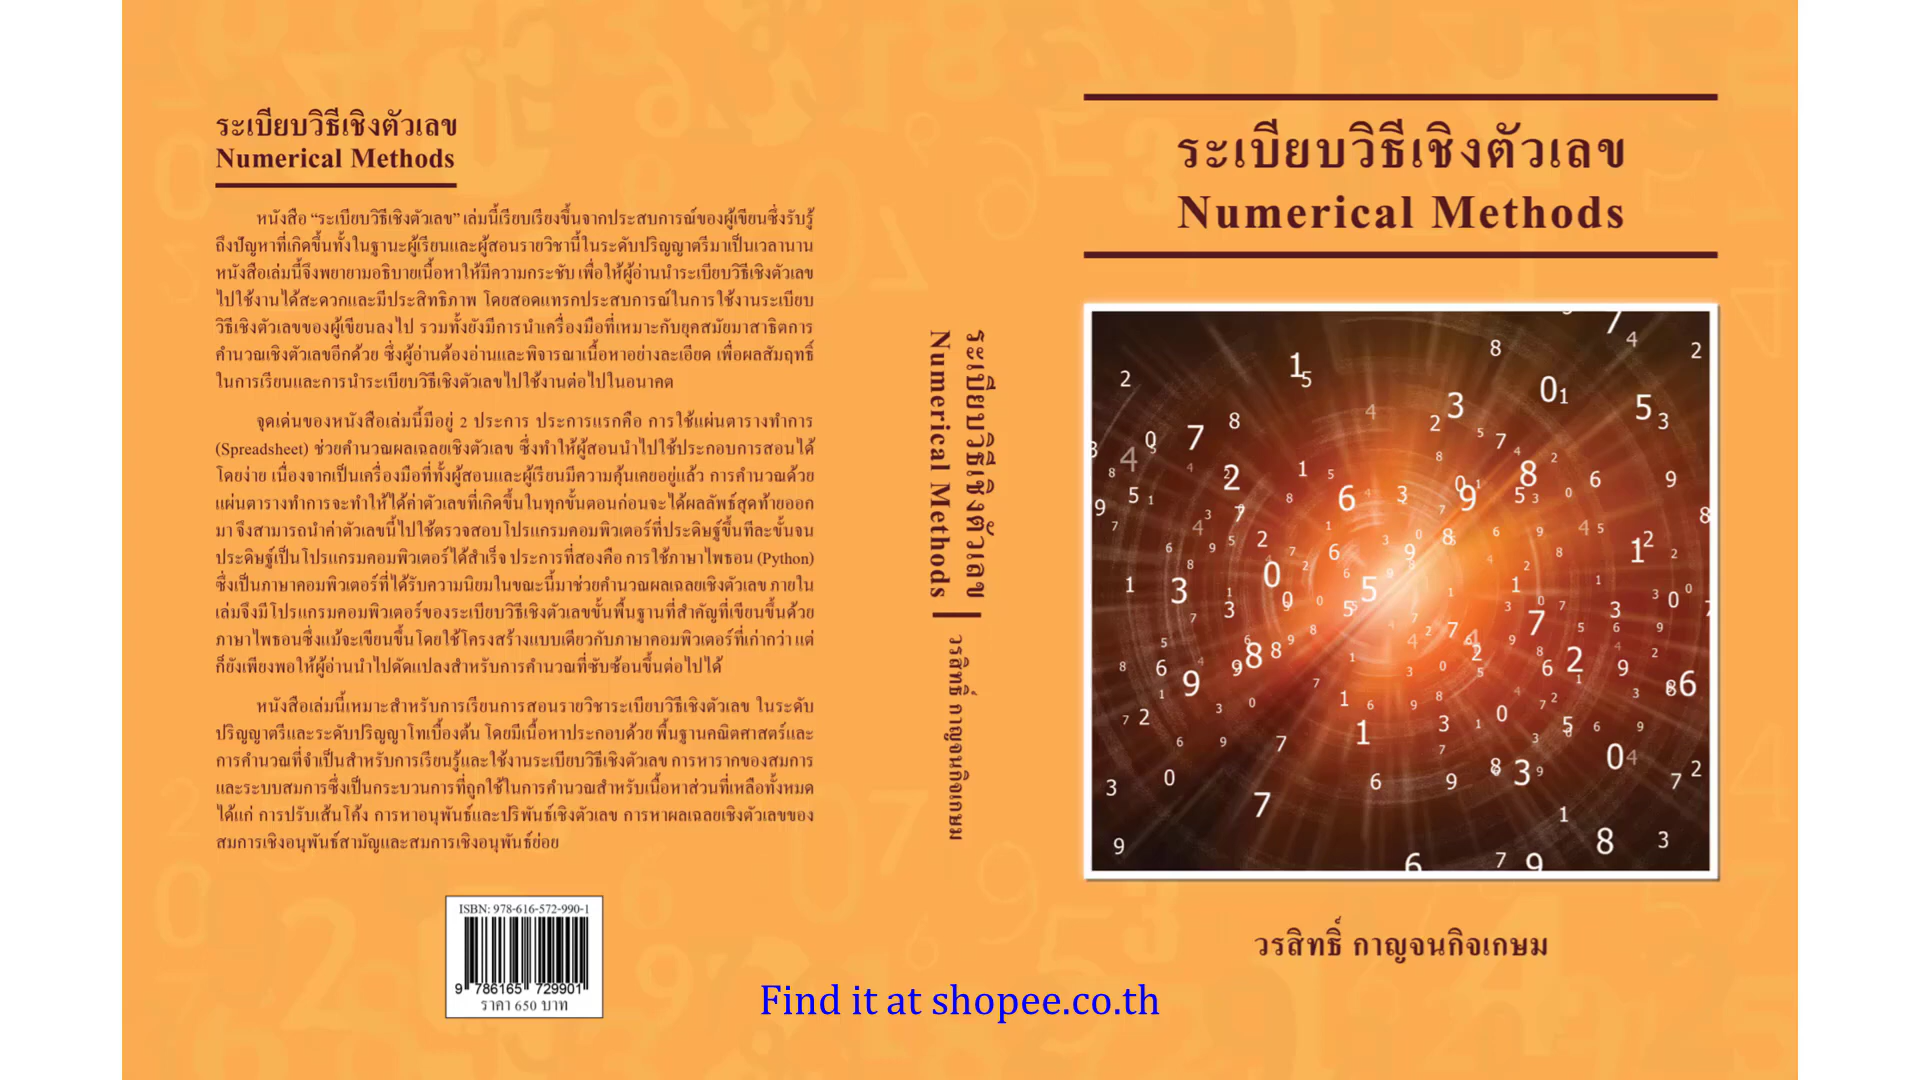 ระเบียบวิธีเชิงตัวเลข
Numerical Methods
หนังสือ “ระเบียบวิธีเชิงตัวเลข” เล่มนี้เรียบเรียงขึ้นจากประสบการณ์ของผู้เขียนซึ่งรับรู้
ถึงปัญหาที่เกิดขึ้นทั้งในฐานะผู้เรียนและผู้สอนรายวิชานี้ในระดับปริญญาตรีมาเป็นเวลานาน
หนังสือเล่มนี้จึงพยายามอธิบายเนื้อหาให้มีความกระชับ เพื่อให้ผู้อ่านนำระเบียบวิธีเชิงตัวเลข
ไปใช้งานได้สะดวกและมีประสิทธิภาพ โดยสอดแทรกประสบการณ์ในการใช้งานระเบียบ
วิธีเชิงตัวเลขของผู้เขียนลงไป รวมทั้งยังมีการนำเครื่องมือที่เหมาะกับยุคสมัยมาสาธิตการ
คำนวณเชิงตัวเลขอีกด้วย ซึ่งผู้อ่านต้องอ่านและพิจารณาเนื้อหาอย่างละเอียด เพื่อผลสัมฤทธิ์
ในการเรียนและการนำระเบียบวิธีเชิงตัวเลขไปใช้งานต่อไปในอนาคต
จุดเด่นของหนังสือเล่มนี้มีอยู่ 2 ประการ ประการแรกคือ การใช้แผ่นตารางทำการ
(Spreadsheet) ช่วยคำนวณผลเฉลยเชิงตัวเลข ซึ่งทำให้ผู้สอนนำไปใช้ประกอบการสอนได้
โดยง่าย เนื่องจากเป็นเครื่องมือที่ทั้งผู้สอนและผู้เรียนมีความคุ้นเคยอยู่แล้ว การคำนวณด้วย
แผ่นตารางทำการจะทำให้ได้ค่าตัวเลขที่เกิดขึ้นในทุกขั้นตอนก่อนจะได้ผลลัพธ์สุดท้ายออก
มา จึงสามารถนำค่าตัวเลขนี้ไปใช้ตรวจสอบโปรแกรมคอมพิวเตอร์ที่ประดิษฐ์ขึ้นทีละขั้นจน
ประดิษฐ์เป็นโปรแกรมคอมพิวเตอร์ได้สำเร็จ ประการที่สองคือ การใช้ภาษาไพธอน (Python)
ซึ่งเป็นภาษาคอมพิวเตอร์ที่ได้รับความนิยมในขณะนี้มาช่วยคำนวณผลเฉลยเชิงตัวเลข ภายใน
เล่มจึงมีโปรแกรมคอมพิวเตอร์ของระเบียบวิธีเชิงตัวเลขขั้นพื้นฐานที่สำคัญที่เขียนขึ้นด้วย
ภาษาไพธอนซึ่งแม้จะเขียนขึ้นโดยใช้โครงสร้างแบบเดียวกับภาษาคอมพิวเตอร์ที่เก่ากว่า แต่
ก็ยังเพียงพอให้ผู้อ่านนำไปดัดแปลงสำหรับการคำนวณที่ซับซ้อนขึ้นต่อไปได้
หนังสือเล่มนี้เหมาะสำหรับการเรียนการสอนรายวิชาระเบียบวิธีเชิงตัวเลข ในระดับ
ปริญญาตรีและระดับปริญญาโทเบื้องต้น โดยมีเนื้อหาประกอบด้วย พื้นฐานคณิตศาสตร์และ
การคำนวณที่จำเป็นสำหรับการเรียนรู้และใช้งานระเบียบวิธีเชิงตัวเลข การหารากของสมการ
และระบบสมการซึ่งเป็นกระบวนการที่ถูกใช้ในการคำนวณสำหรับเนื้อหาส่วนที่เหลือทั้งหมด
ได้แก่ การปรับเส้นโค้ง การหาอนุพันธ์และปริพันธ์เชิงตัวเลข การหาผลเฉลยเชิงตัวเลขของ
สมการเชิงอนุพันธ์สามัญและสมการเชิงอนุพันธ์ย่อย
ISBN: 978-616-572-990-1
9 786165 729901
ราคา 650 บาท
ระเบียบวิธีเชิงตัวเลข
Numerical Methods
วรสิทธิ์ กาญจนกิจเกษม
ระเบียบวิธีเชิงตัวเลข
Numerical Methods
วรสิทธิ์ กาญจนกิจเกษม
Find it at shopee.co.th